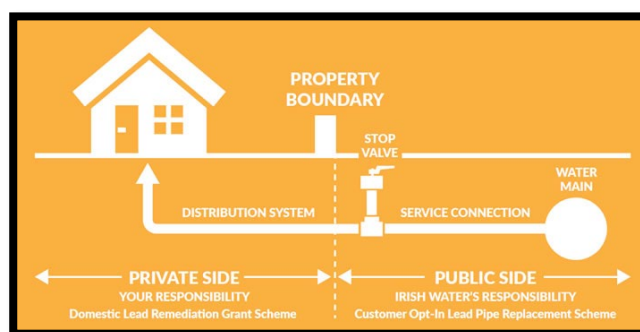 PROPERTY
BOUNDARY
STOP
VALVE
WATER
MAIN
DISTRIBUTION SYSTEM
SERVICE CONNECTION
PRIVATE SIDE
YOUR RESPONSIBILITY
Domestic Lead Remediation Grant Scheme
PUBLIC SIDE
IRISH WATER'S RESPONSIBILITY
Customer Opt-In Lead Pipe Replacement Scheme